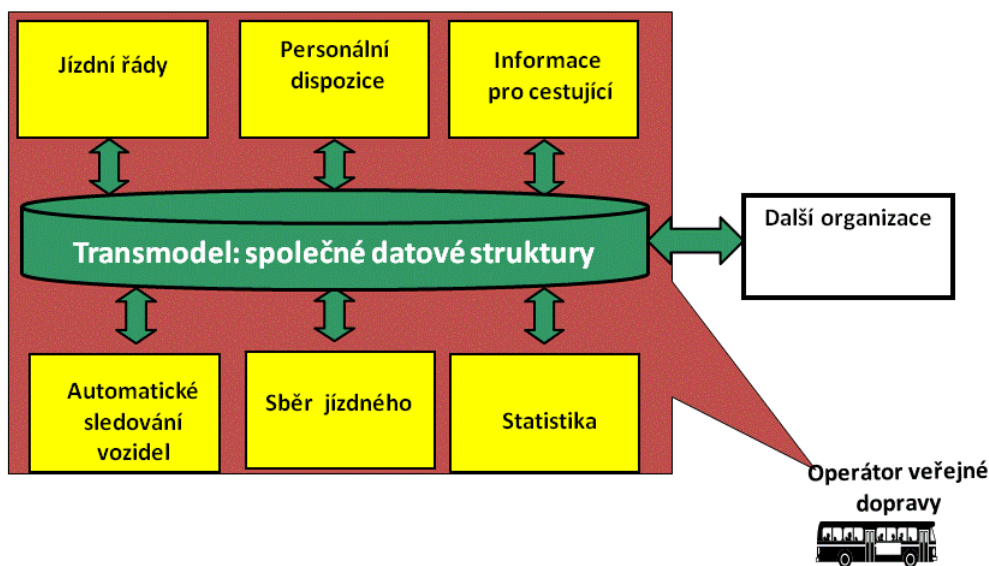 Jízdní řády
Personální
dispozice
Informace
pro cestující
Transmodel: společné datové struktury
Další organizace
Automatické
sledování
vozidel
Sběr jízdného
Statistika
Operátor veřejné
dopravy